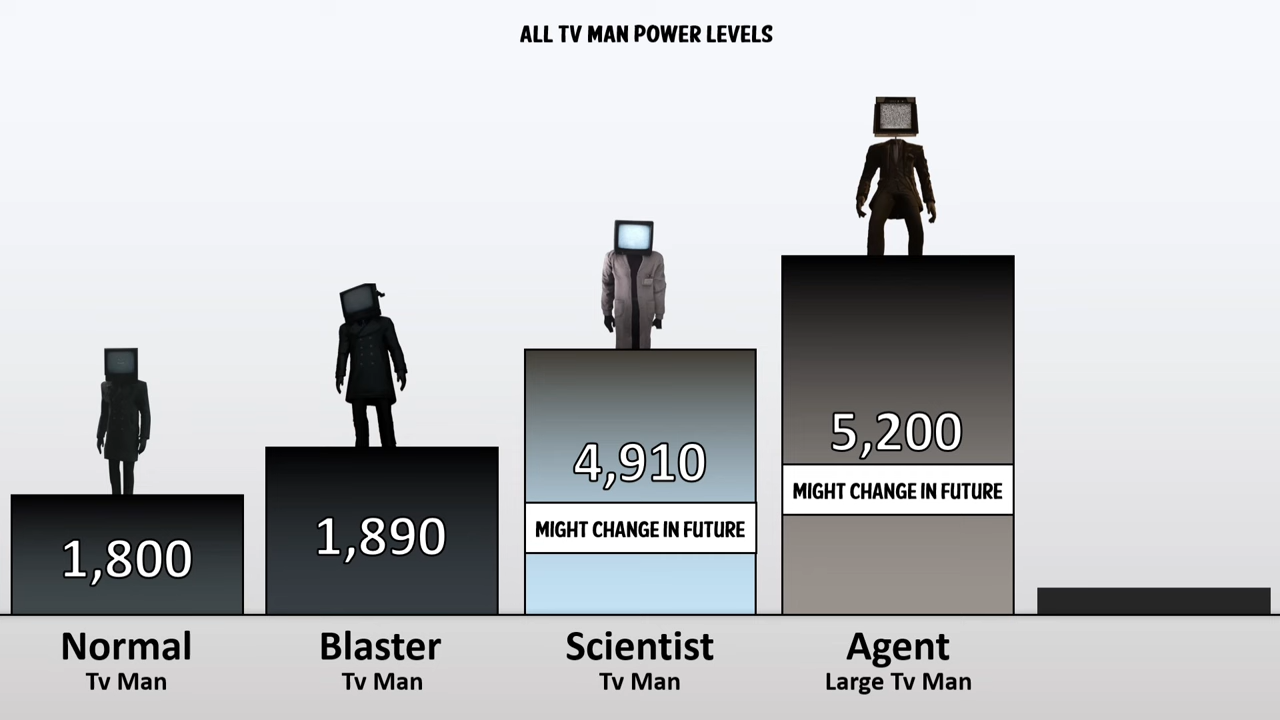 ALL TV MAN POWER LEVELS
1,800
1,890
4,910
MIGHT CHANGE IN FUTURE
5,200
MIGHT CHANGE IN FUTURE
Normal
Tv Man
Blaster
Tv Man
Scientist
Tv Man
Agent
Large Tv Man